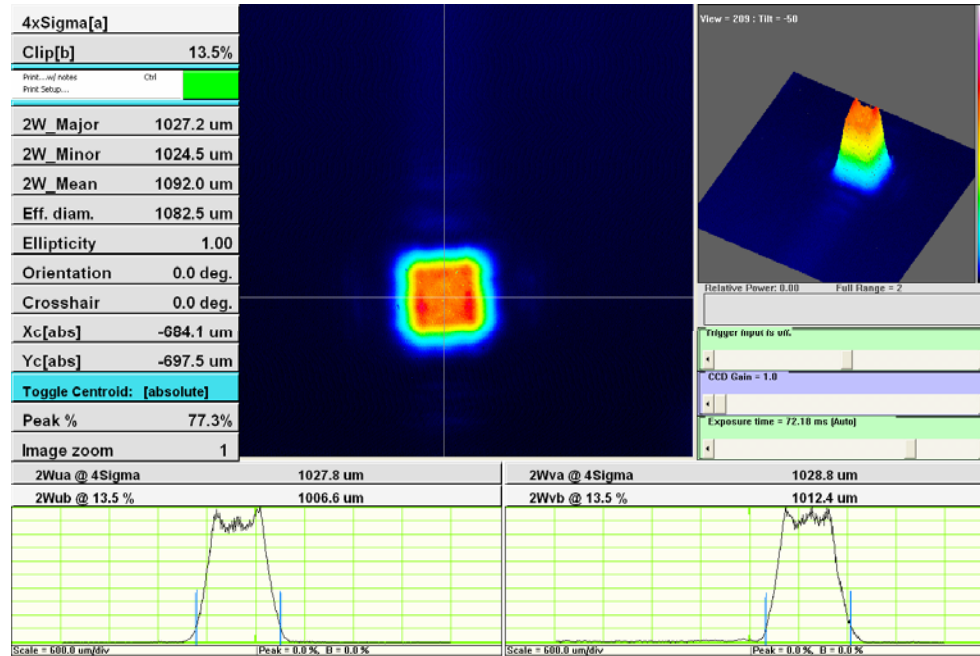 4xSigma[a]
Clip[b] 13.5%
Print...w/ notes Ctrl
Print Setup...
2W_Major 1027.2 um
2W_Minor 1024.5 um
2W_Mean 1092.0 um
Eff. diam. 1082.5 um
Ellipticity 1.00
Orientation 0.0 deg.
Crosshair 0.0 deg.
Xc[abs] -684.1 um
Yc[abs] -697.5 um
Toggle Centroid: [absolute]
Peak % 77.3%
Image zoom 1
View = 209 : Tilt = -50
Relative Power: 0.00 Full Range = 2
Trigger input is off.
CCD Gain = 1.0
Exposure time = 72.18 ms [Auto]
2Wua @ 4Sigma 1027.8 um
2Wub @ 13.5 % 1006.6 um
Scale = 600.0 um/div Peak = 0.0 %, B = 0.0 %
2Wva @ 4Sigma 1028.8 um
2Wvb @ 13.5 % 1012.4 um
Scale = 600.0 um/div Peak = 0.0 %, B = 0.0 %